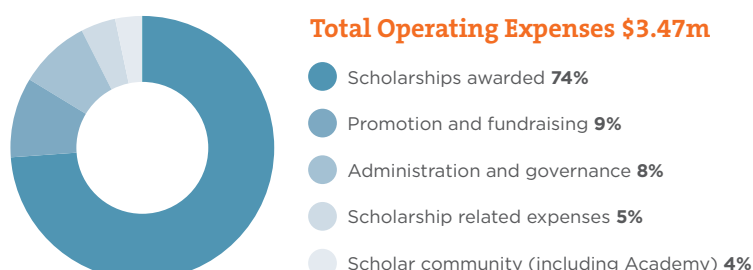 Total Operating Expenses $3.47m
Scholarships awarded 74%
Promotion and fundraising 9%
Administration and governance 8%
Scholarship related expenses 5%
Scholar community (including Academy) 4%